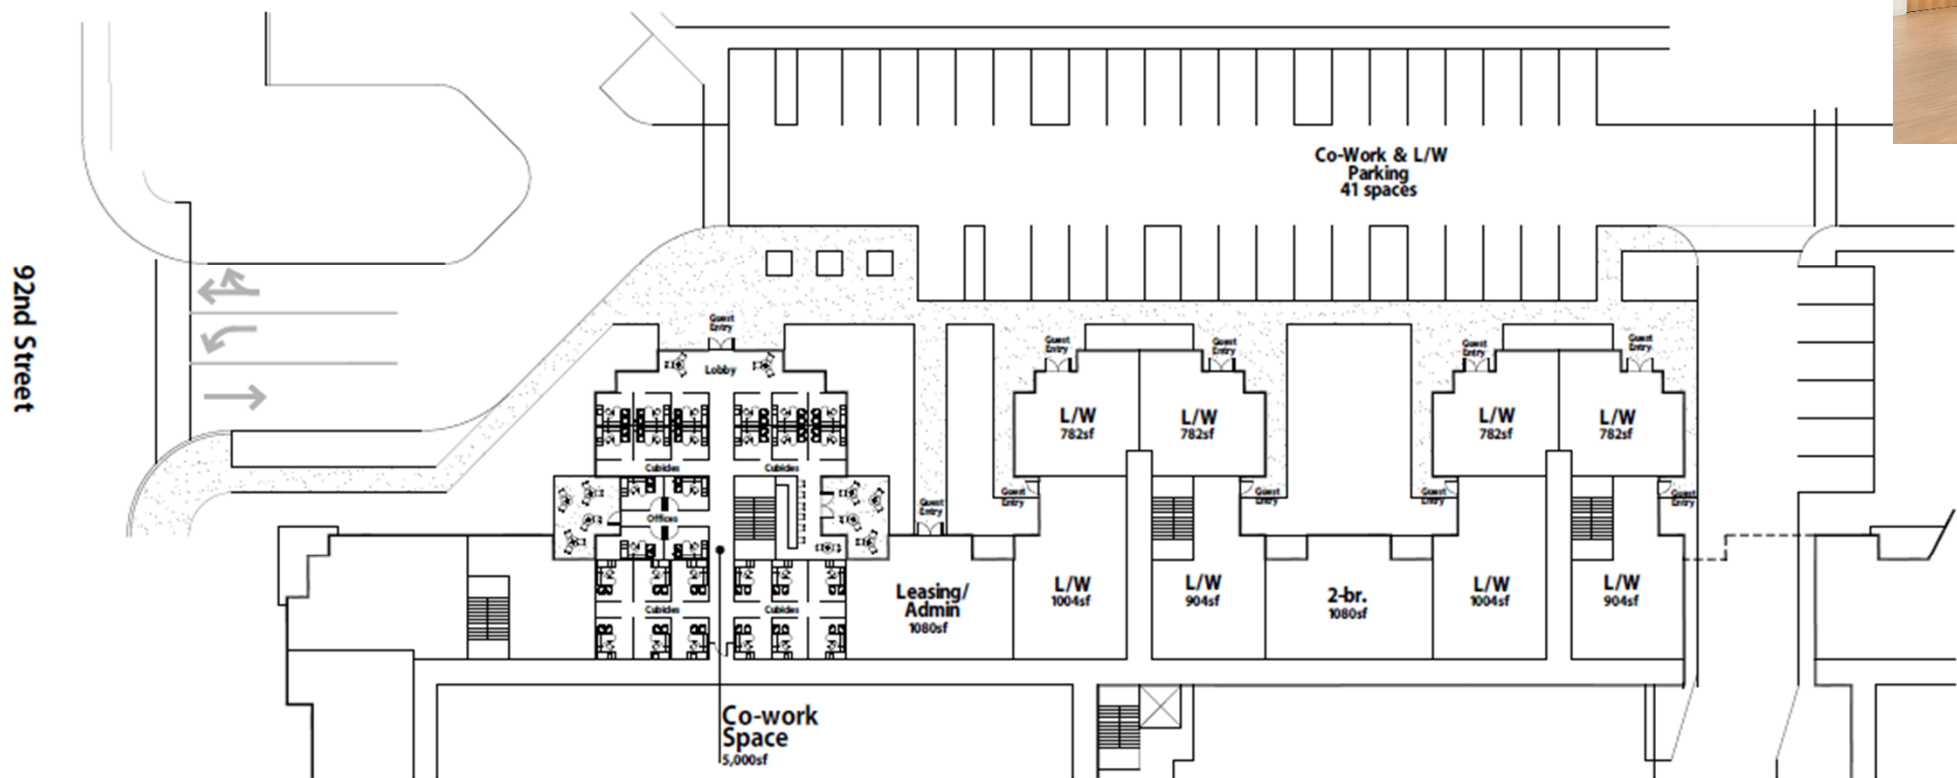 92nd Street
Co-Work & L/W
Parking
41 spaces
Guest
Entry
Lobby
Guest
Entry
Guest
Entry
Guest
Entry
Guest
Entry
L/W
782sf
L/W
782sf
L/W
782sf
L/W
782sf
Cubicles
Cubicles
Offices
Guest
Entry
Guest
Entry
Guest
Entry
Guest
Entry
Guest
Entry
Cubicles
Cubicles
Leasing/
Admin
1080sf
L/W
1004sf
L/W
904sf
2-br.
1080sf
L/W
1004sf
L/W
904sf
Co-work
Space
5,000sf